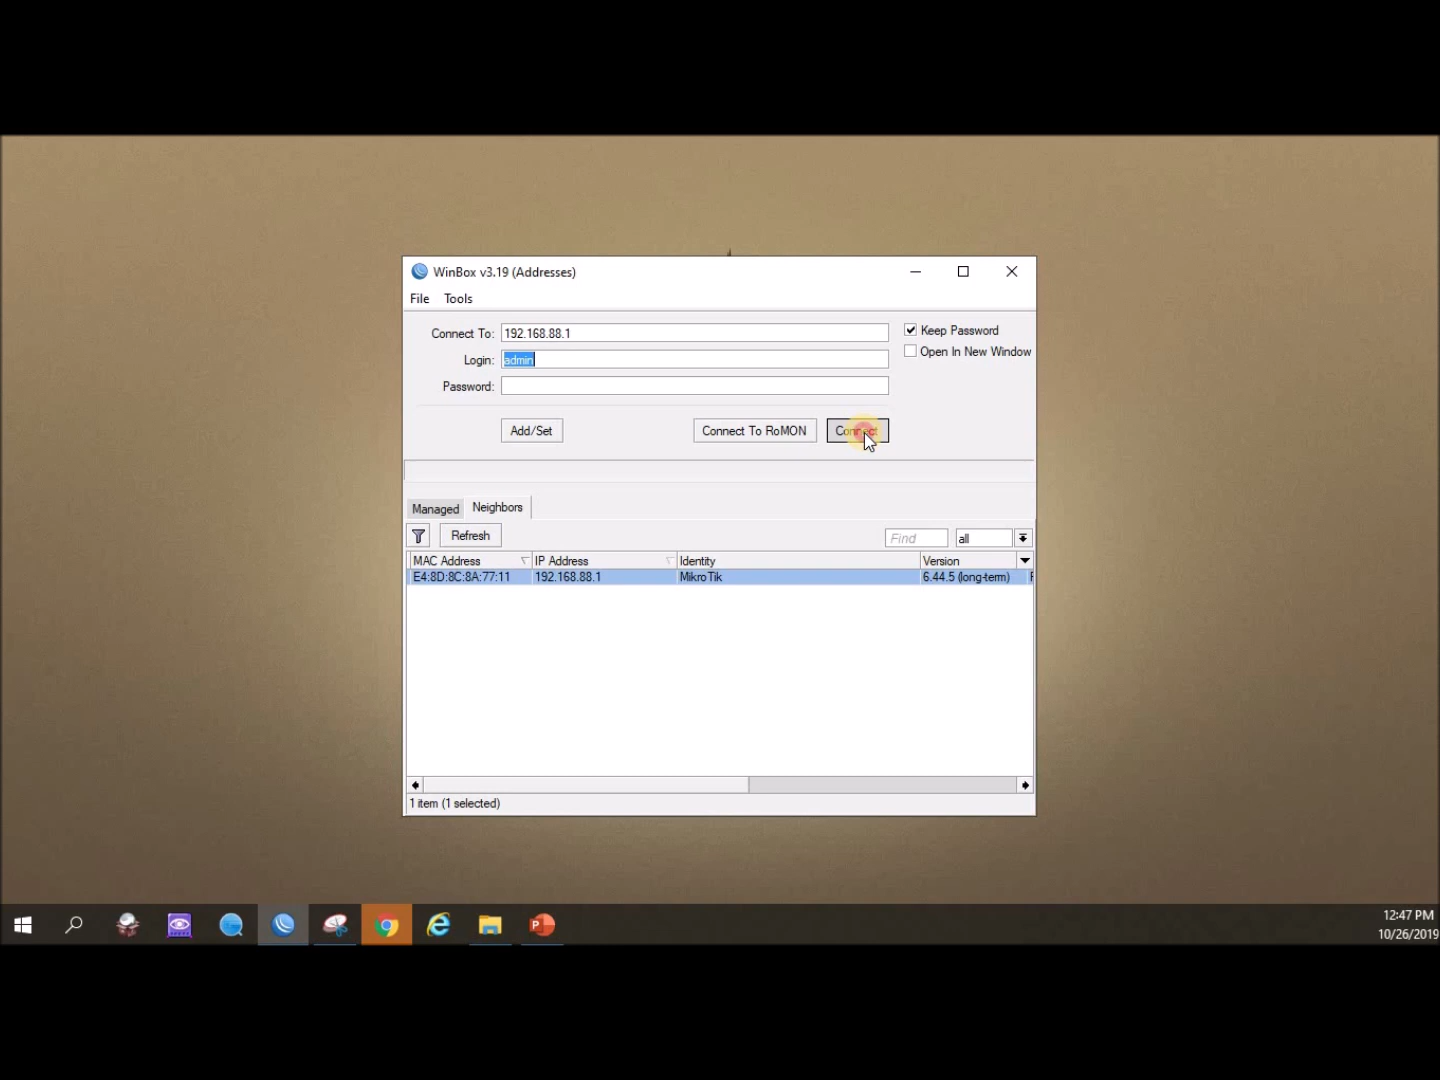 WinBox v3.19 (Addresses)
File Tools
Connect To: 192.168.88.1
Keep Password
Login: admin
Open In New Window
Password:
Add/Set Connect To RoMON Connect
Managed Neighbors
Refresh Find all
MAC Address IP Address Identity Version
E4:8D:8C:8A:77:11 192.168.88.1 MikroTik 6.44.5 (long-term)
1 item (1 selected)
12:47 PM
10/26/2019